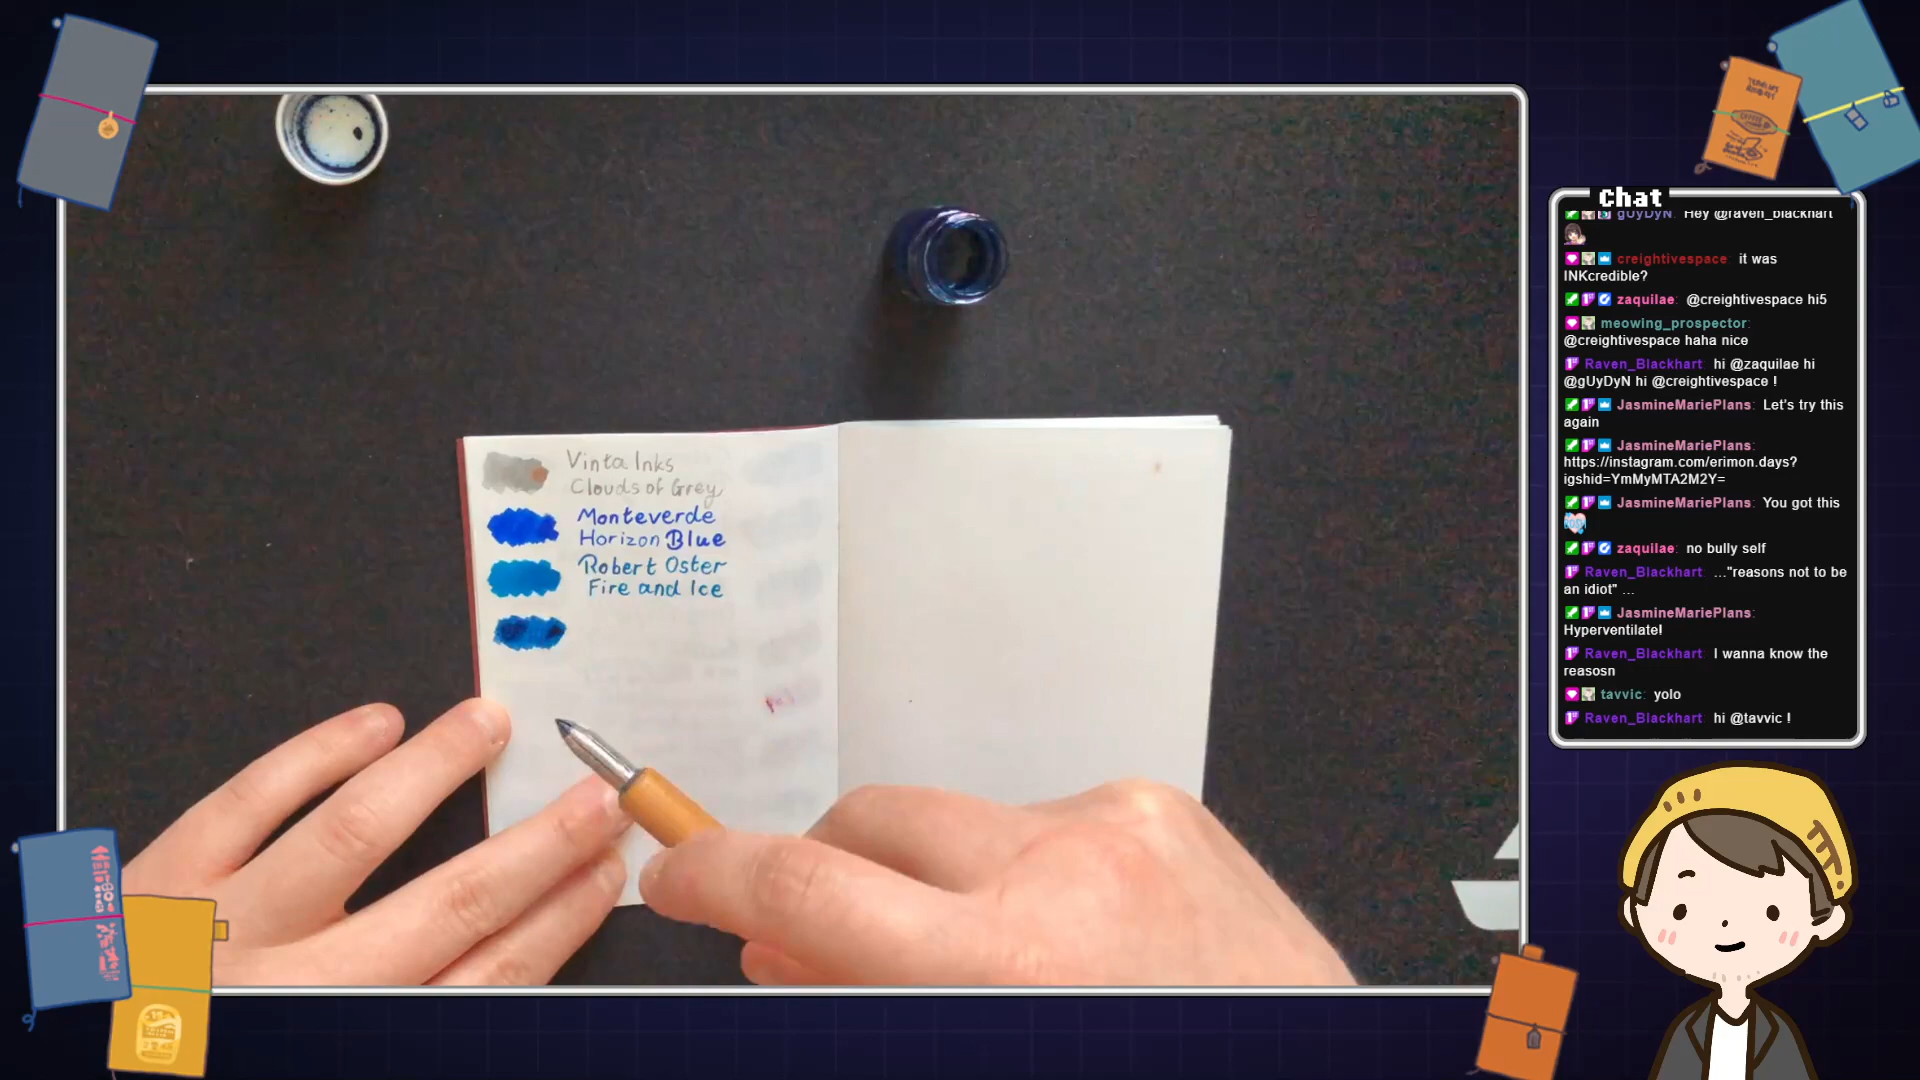 Vinta Inks
Clouds of Grey
Monteverde
Horizon Blue
Robert Oster
Fire and Ice
chat
gUyDyN: Hey @raven_blackhart
creightivespace: it was
INKcredible?
zaquilae: @creightivespace hi5
meowing_prospector:
@creightivespace haha nice
Raven_Blackhart: hi @zaquilae hi
@gUyDyN hi @creightivespace !
JasmineMariePlans: Let's try this
again
JasmineMariePlans:
https://instagram.com/erimon.days?
igshid=YmMyMTA2M2Y=
JasmineMariePlans: You got this
zaquilae: no bully self
Raven_Blackhart: ..."reasons not to be
an idiot" ...
JasmineMariePlans:
Hyperventilate!
Raven_Blackhart: I wanna know the
reasosn
tavvic: yolo
Raven_Blackhart: hi @tavvic !